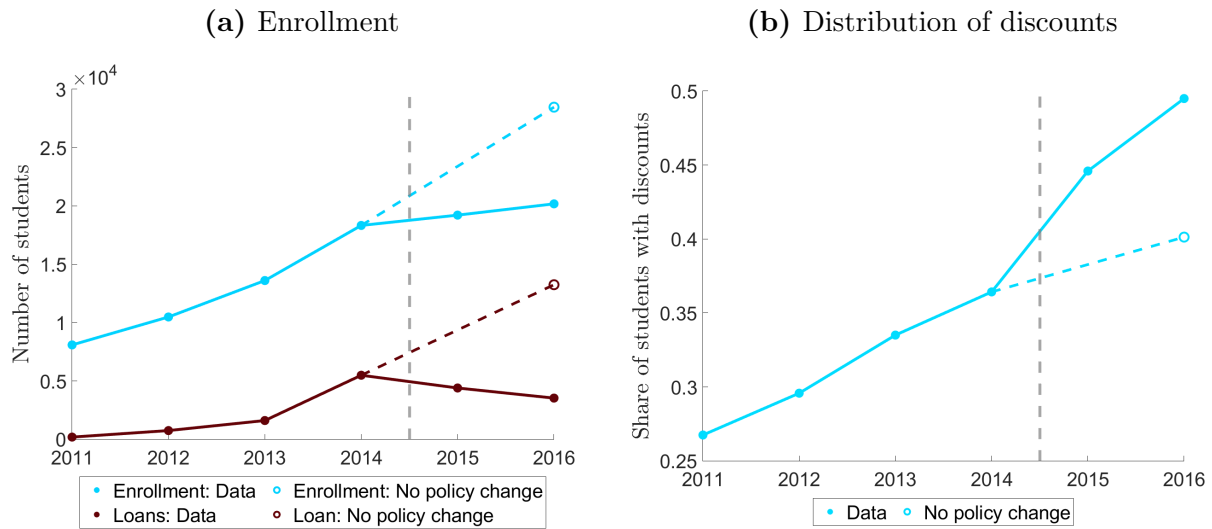 (a) Enrollment
×10⁴
3
2.5
2
1.5
1
0.5
0
Number of students
2011 2012 2013 2014 2015 2016
Enrollment: Data Enrollment: No policy change
Loans: Data Loan: No policy change
(b) Distribution of discounts
0.5
0.45
0.4
0.35
0.3
0.25
Share of students with discounts
2011 2012 2013 2014 2015 2016
Data No policy change